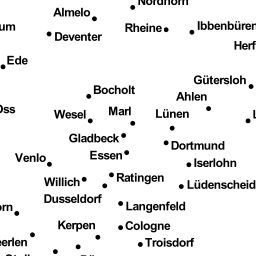 Nordhorn
Almelo
um
Rheine
Ibbenbüren
Deventer
Herf
Ede
Gütersloh
Bocholt
Ahlen
Oss
Wesel
Marl
Lünen
L
Gladbeck
Dortmund
Essen
Venlo
Iserlohn
Willich
Ratingen
Lüdenscheid
Dusseldorf
Langenfeld
orn
Kerpen
Cologne
eerlen
Troisdorf